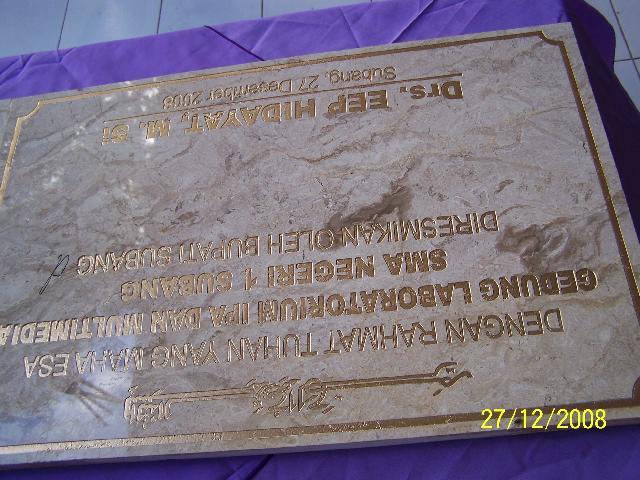 DENGAN RAHMAT TUHAN YANG MAHA ESA
GEDUNG LABORATORIUM IPA DAN MULTIMEDIA
SMA NEGERI 1 SUBANG
DIRESMIKAN OLEH BUPATI SUBANG
Drs. EEP HIDAYAT, M. Si
Subang, 27 Desember 2008
27/12/2008